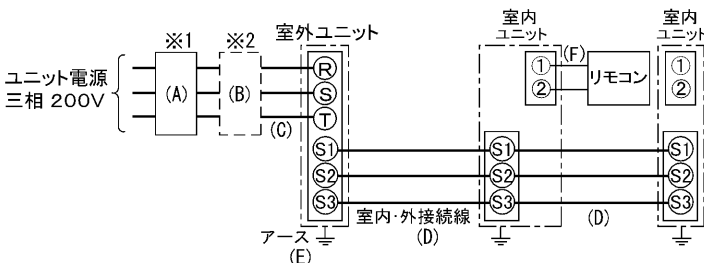 ※1
※2
室外ユニット
室内
ユニット
室内
ユニット
ユニット電源
三相 200V
(A)
(B)
(C)
R
S
T
① (F) リモコン ①
② ②
S1 S1 S1
S2 S2 S2
S3 S3 S3
室内・外接続線
(D)
(D)
アース
(E)